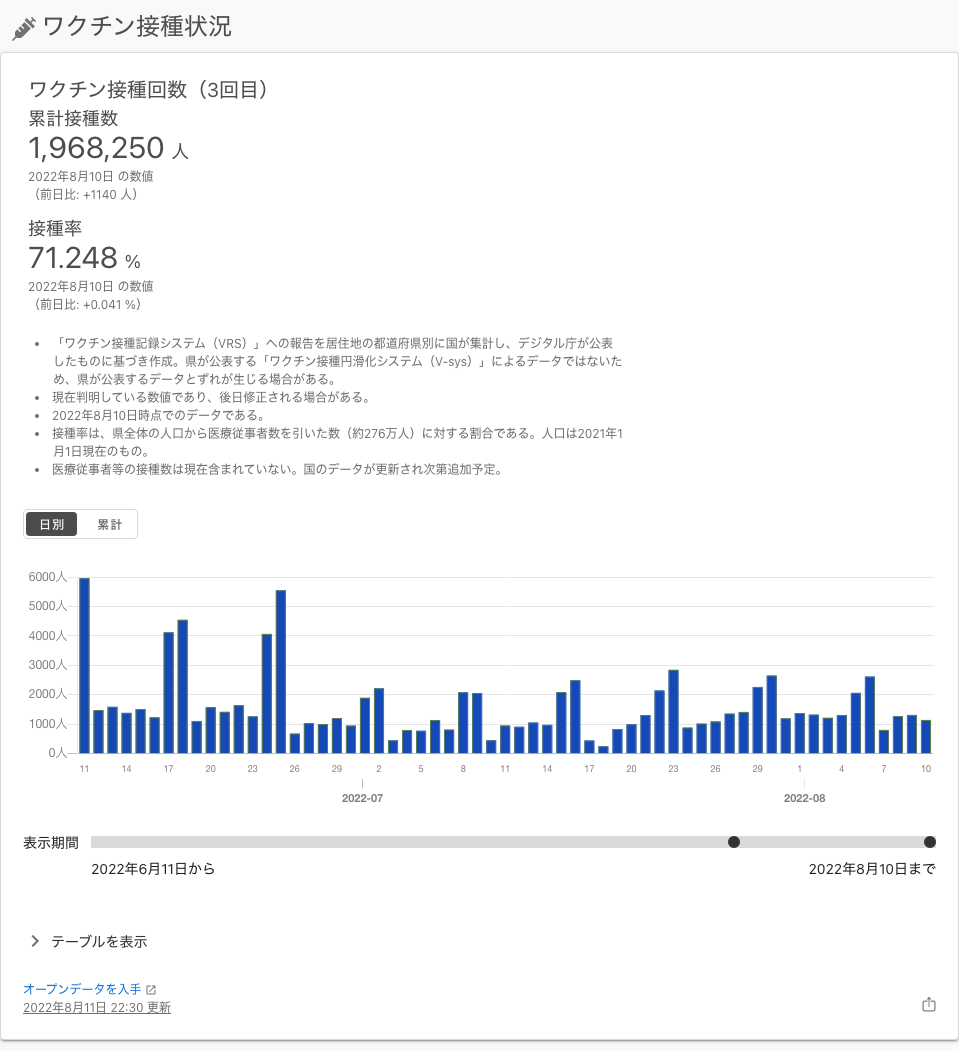 ワクチン接種状況
ワクチン接種回数（3回目）
累計接種数
1,968,250 人
2022年8月10日 の数値
（前日比: +1140 人）
接種率
71.248 %
2022年8月10日 の数値
（前日比: +0.041 %）
• 「ワクチン接種記録システム（VRS）」への報告を居住地の都道府県別に国が集計し、デジタル庁が公表
したものに基づき作成。県が公表する「ワクチン接種円滑化システム（V-sys）」によるデータではないた
め、県が公表するデータとずれが生じる場合がある。
• 現在判明している数値であり、後日修正される場合がある。
• 2022年8月10日時点でのデータである。
• 接種率は、県全体の人口から医療従事者数を引いた数（約276万人）に対する割合である。人口は2021年1
月1日現在のもの。
• 医療従事者等の接種数は現在含まれていない。国のデータが更新され次第追加予定。
日別 累計
6000人
5000人
4000人
3000人
2000人
1000人
0人
11 14 17 20 23 26 29 2 5 8 11 14 17 20 23 26 29 1 4 7 10
2022-07 2022-08
表示期間
2022年6月11日から 2022年8月10日まで
テーブルを表示
オープンデータを入手
2022年8月11日 22:30 更新